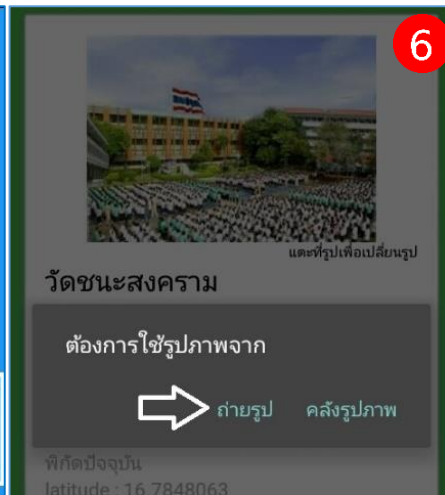 6
แตะที่รูปเพื่อเปลี่ยนรูป
วัดชนะสงคราม
ต้องการใช้รูปภาพจาก
ถ่ายรูป คลังรูปภาพ
พิกัดปัจจุบัน
latitude : 16.7848063